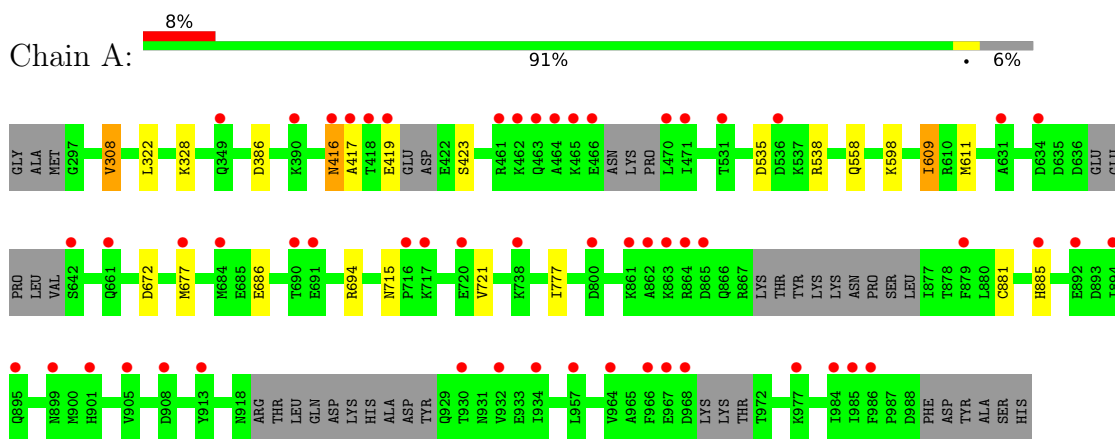 8%
Chain A:
91% • 6%
GLY ALA MET G297 V308 L322 K328 Q349 D386 K390 N416 A417 T418 E419 GLU ASP E422 S423 R461 K462 Q463 A464 K465 E466 ASN LYS PRO L470 I471 T531 D535 D536 K537 R538 Q558 K598 I609 R610 M611 A631 D634 D635 D636 GLU GLU
PRO LEU VAL S642 Q661 D672 M677 M684 E685 E686 T690 E691 R694 N715 P716 K717 E720 V721 K738 I777 D800 K861 A862 K863 R864 D865 Q866 R867 LYS THR TYR LYS LYS ASN PRO SER LEU I877 T878 F879 L880 C881 H885 E892 D893 I894
Q895 N899 M900 H901 V905 D908 Y913 N918 ARG THR LEU GLN ASP LYS HIS ALA ASP TYR Q929 T930 N931 V932 E933 I934 L957 V964 A965 F966 E967 D968 LYS LYS THR T972 K977 I984 I985 F986 P987 D988 PHE ASP TYR ALA SER HIS